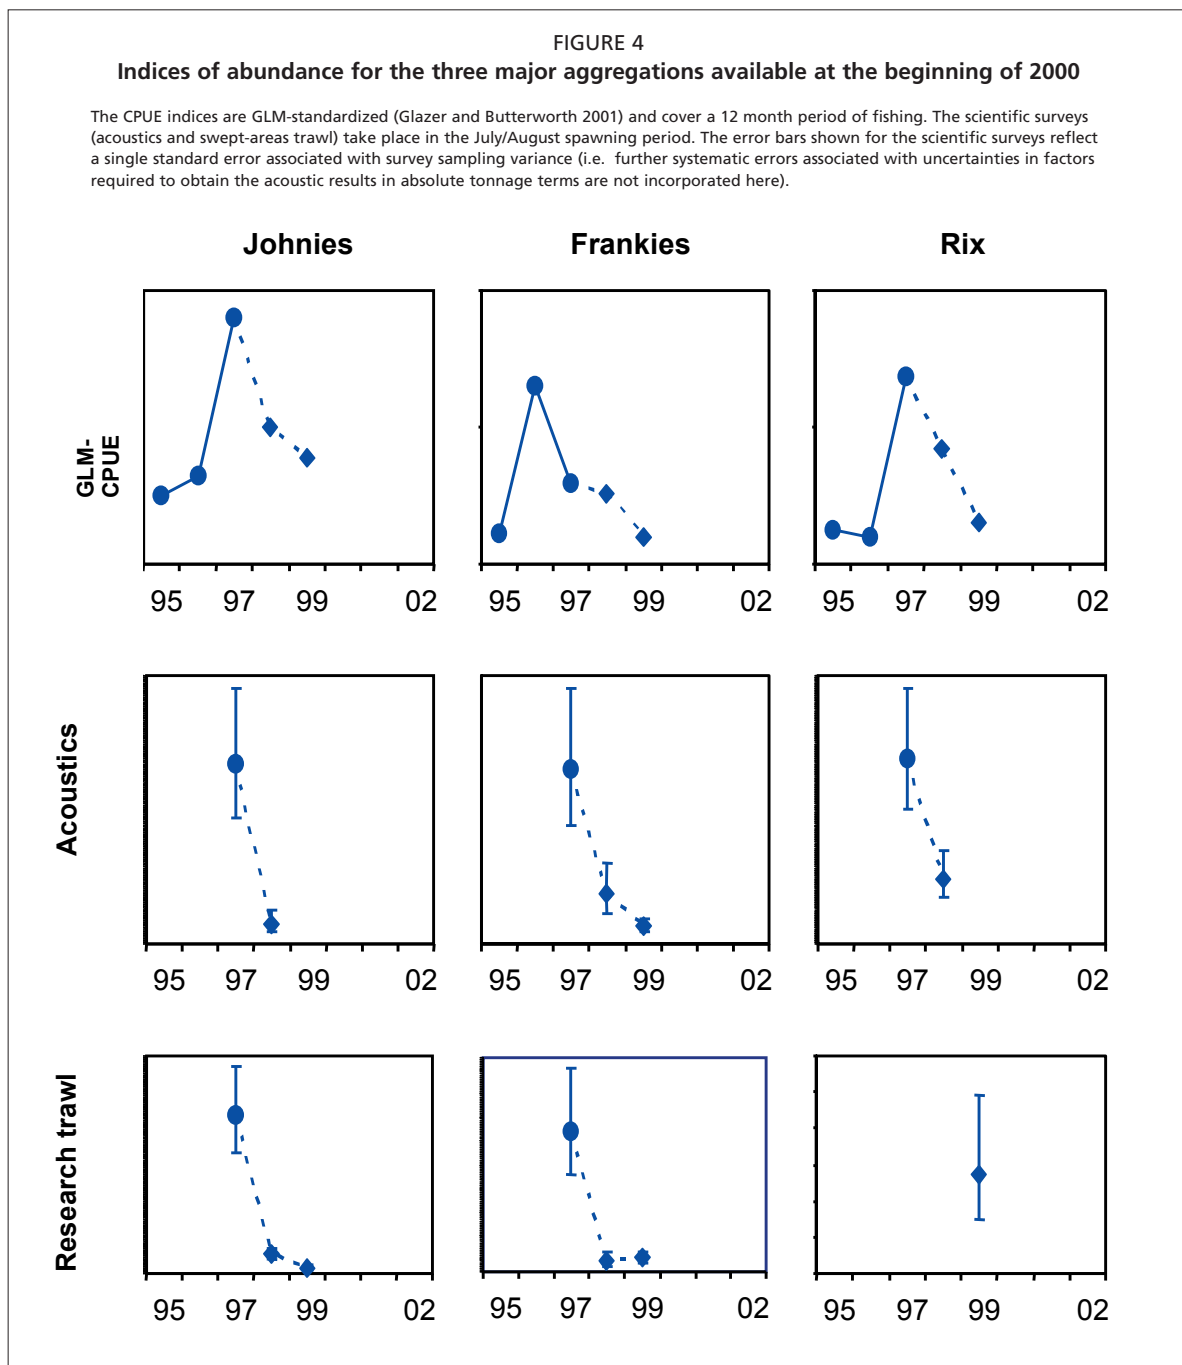 FIGURE 4
Indices of abundance for the three major aggregations available at the beginning of 2000
The CPUE indices are GLM-standardized (Glazer and Butterworth 2001) and cover a 12 month period of fishing. The scientific surveys
(acoustics and swept-areas trawl) take place in the July/August spawning period. The error bars shown for the scientific surveys reflect
a single standard error associated with survey sampling variance (i.e. further systematic errors associated with uncertainties in factors
required to obtain the acoustic results in absolute tonnage terms are not incorporated here).
Johnies Frankies Rix
GLM-
CPUE
95 97 99 02 95 97 99 02 95 97 99 02
Acoustics
95 97 99 02 95 97 99 02 95 97 99 02
Research trawl
95 97 99 02 95 97 99 02 95 97 99 02